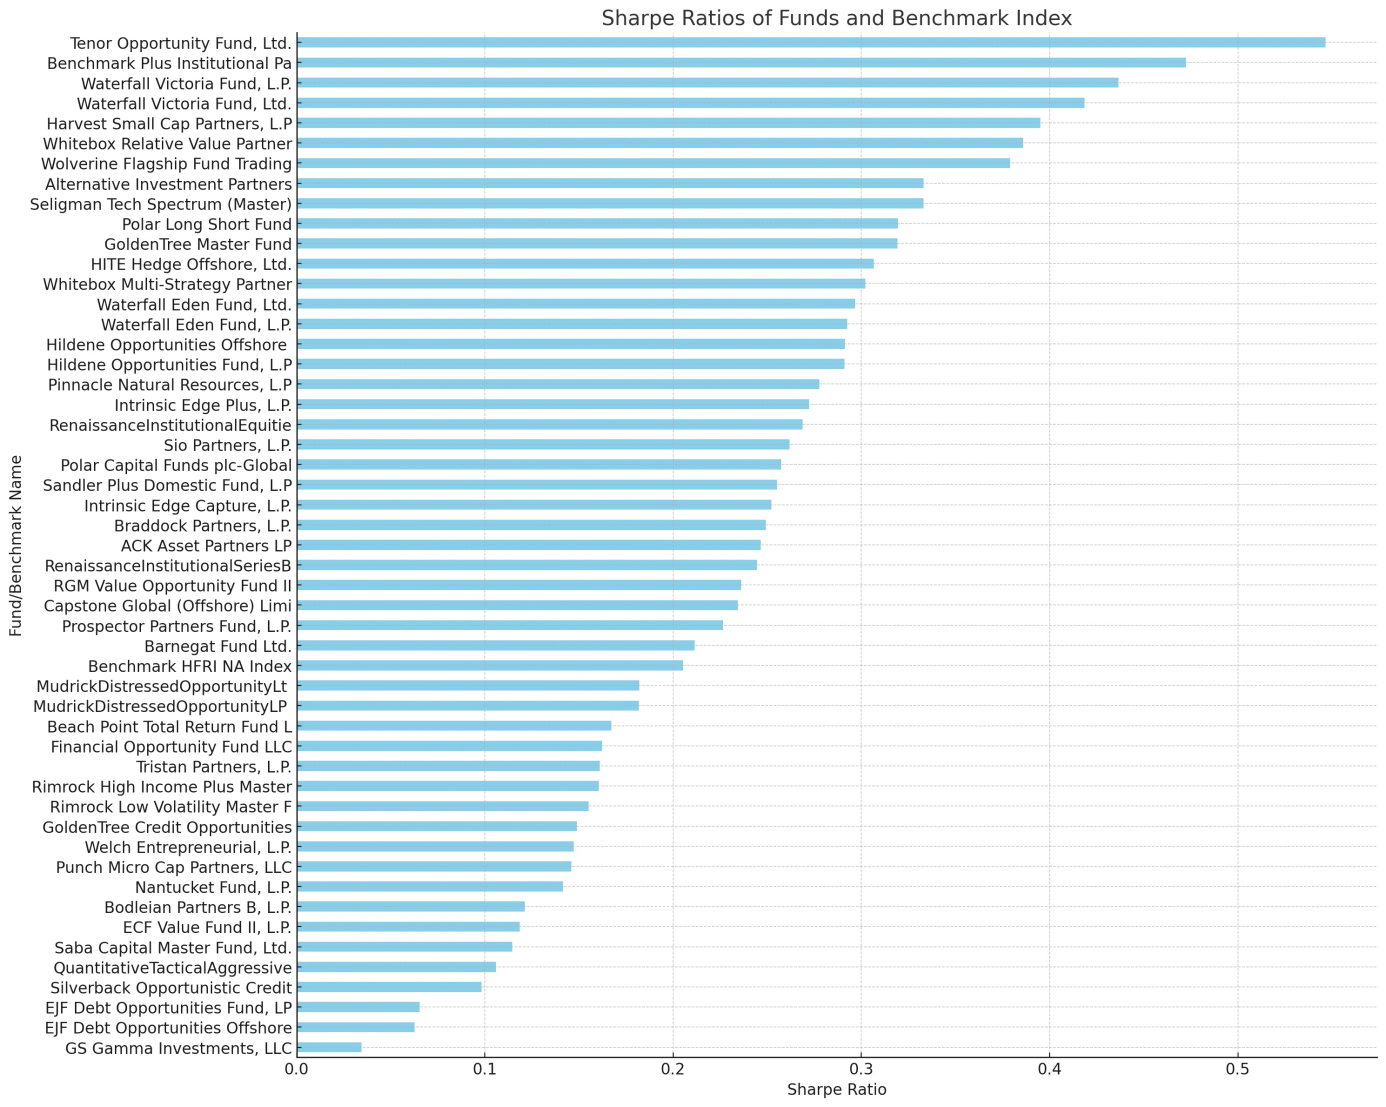 Sharpe Ratios of Funds and Benchmark Index
Tenor Opportunity Fund, Ltd.
Benchmark Plus Institutional Pa
Waterfall Victoria Fund, L.P.
Waterfall Victoria Fund, Ltd.
Harvest Small Cap Partners, L.P
Whitebox Relative Value Partner
Wolverine Flagship Fund Trading
Alternative Investment Partners
Seligman Tech Spectrum (Master)
Polar Long Short Fund
GoldenTree Master Fund
HITE Hedge Offshore, Ltd.
Whitebox Multi-Strategy Partner
Waterfall Eden Fund, Ltd.
Waterfall Eden Fund, L.P.
Hildene Opportunities Offshore
Hildene Opportunities Fund, L.P
Pinnacle Natural Resources, L.P
Intrinsic Edge Plus, L.P.
RenaissanceInstitutionalEquitie
Sio Partners, L.P.
Polar Capital Funds plc-Global
Sandler Plus Domestic Fund, L.P
Intrinsic Edge Capture, L.P.
Braddock Partners, L.P.
ACK Asset Partners LP
RenaissanceInstitutionalSeriesB
RGM Value Opportunity Fund II
Capstone Global (Offshore) Limi
Prospector Partners Fund, L.P.
Barnegat Fund Ltd.
Benchmark HFRI NA Index
MudrickDistressedOpportunityLt
MudrickDistressedOpportunityLP
Beach Point Total Return Fund L
Financial Opportunity Fund LLC
Tristan Partners, L.P.
Rimrock High Income Plus Master
Rimrock Low Volatility Master F
GoldenTree Credit Opportunities
Welch Entrepreneurial, L.P.
Punch Micro Cap Partners, LLC
Nantucket Fund, L.P.
Bodleian Partners B, L.P.
ECF Value Fund II, L.P.
Saba Capital Master Fund, Ltd.
QuantitativeTacticalAggressive
Silverback Opportunistic Credit
EJF Debt Opportunities Fund, LP
EJF Debt Opportunities Offshore
GS Gamma Investments, LLC
Fund/Benchmark Name
0.0 0.1 0.2 0.3 0.4 0.5
Sharpe Ratio